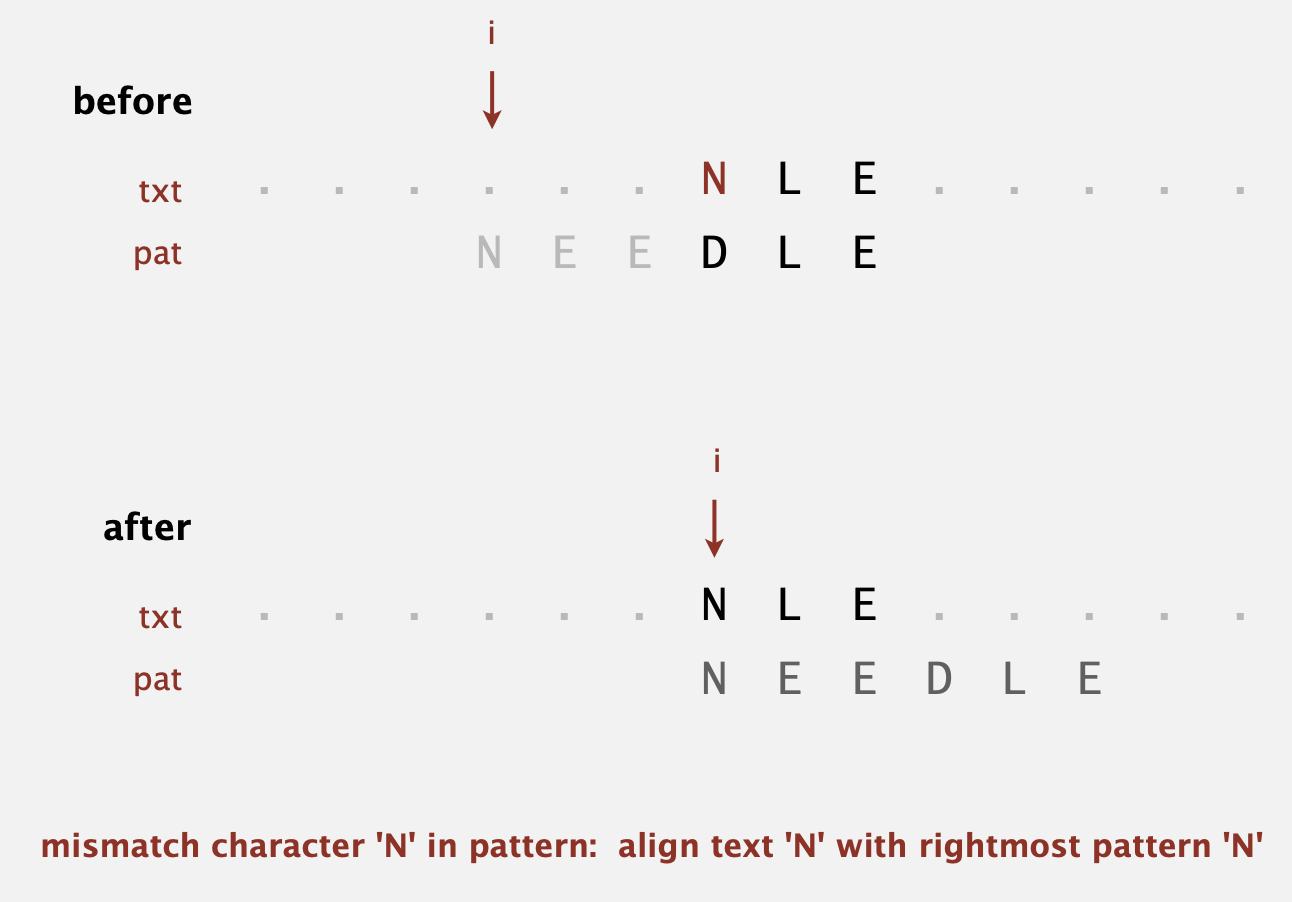 i
before
txt . . . . . . N L E . . . . .
pat N E E D L E
i
after
txt . . . . . . N L E . . . . .
pat N E E D L E
mismatch character 'N' in pattern: align text 'N' with rightmost pattern 'N'